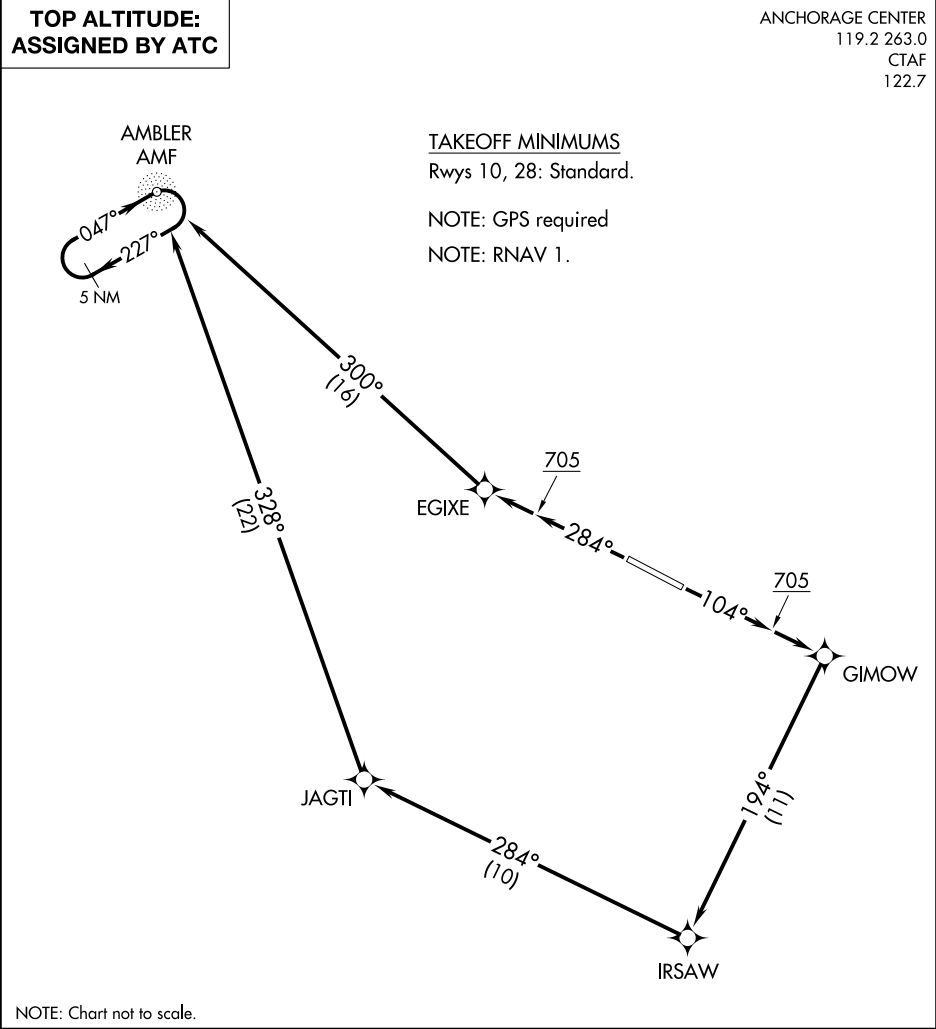 TOP ALTITUDE:
ASSIGNED BY ATC
ANCHORAGE CENTER
119.2 263.0
CTAF
122.7
AMBLER
AMF
TAKEOFF MINIMUMS
Rwys 10, 28: Standard.
NOTE: GPS required
NOTE: RNAV 1.
047°
227°
5 NM
300°
(16)
705
EGIXE
284°
328°
(22)
705
104°
GIMOW
JAGTI
194°
(11)
284°
(10)
IRSAW
NOTE: Chart not to scale.